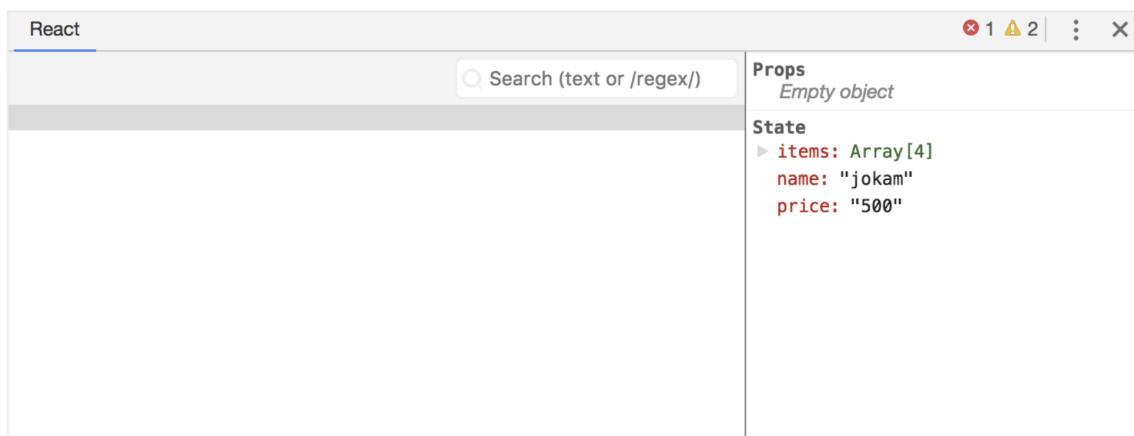 React
1 2
Search (text or /regex/)
Props
Empty object
State
items: Array[4]
name: "jokam"
price: "500"